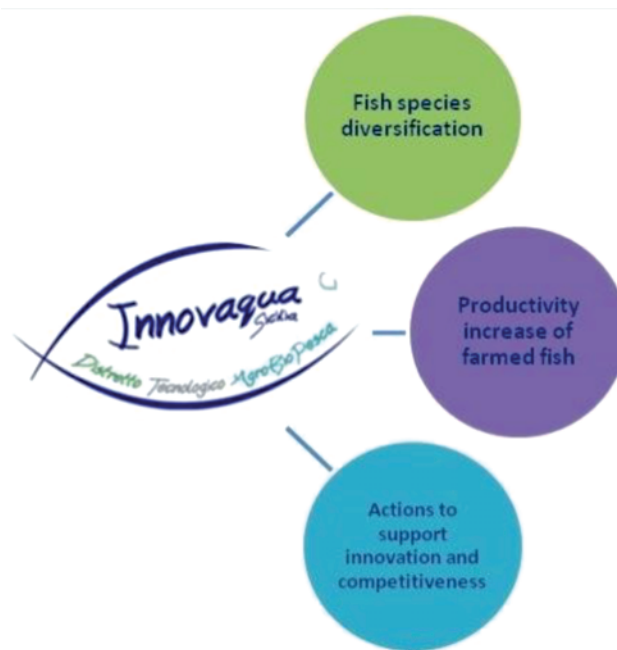 Fish species
diversification
Innovaqua
Sicilia
Distretto Tecnologico AgroBioPesca
Productivity
increase of
farmed fish
Actions to
support
innovation and
competitiveness